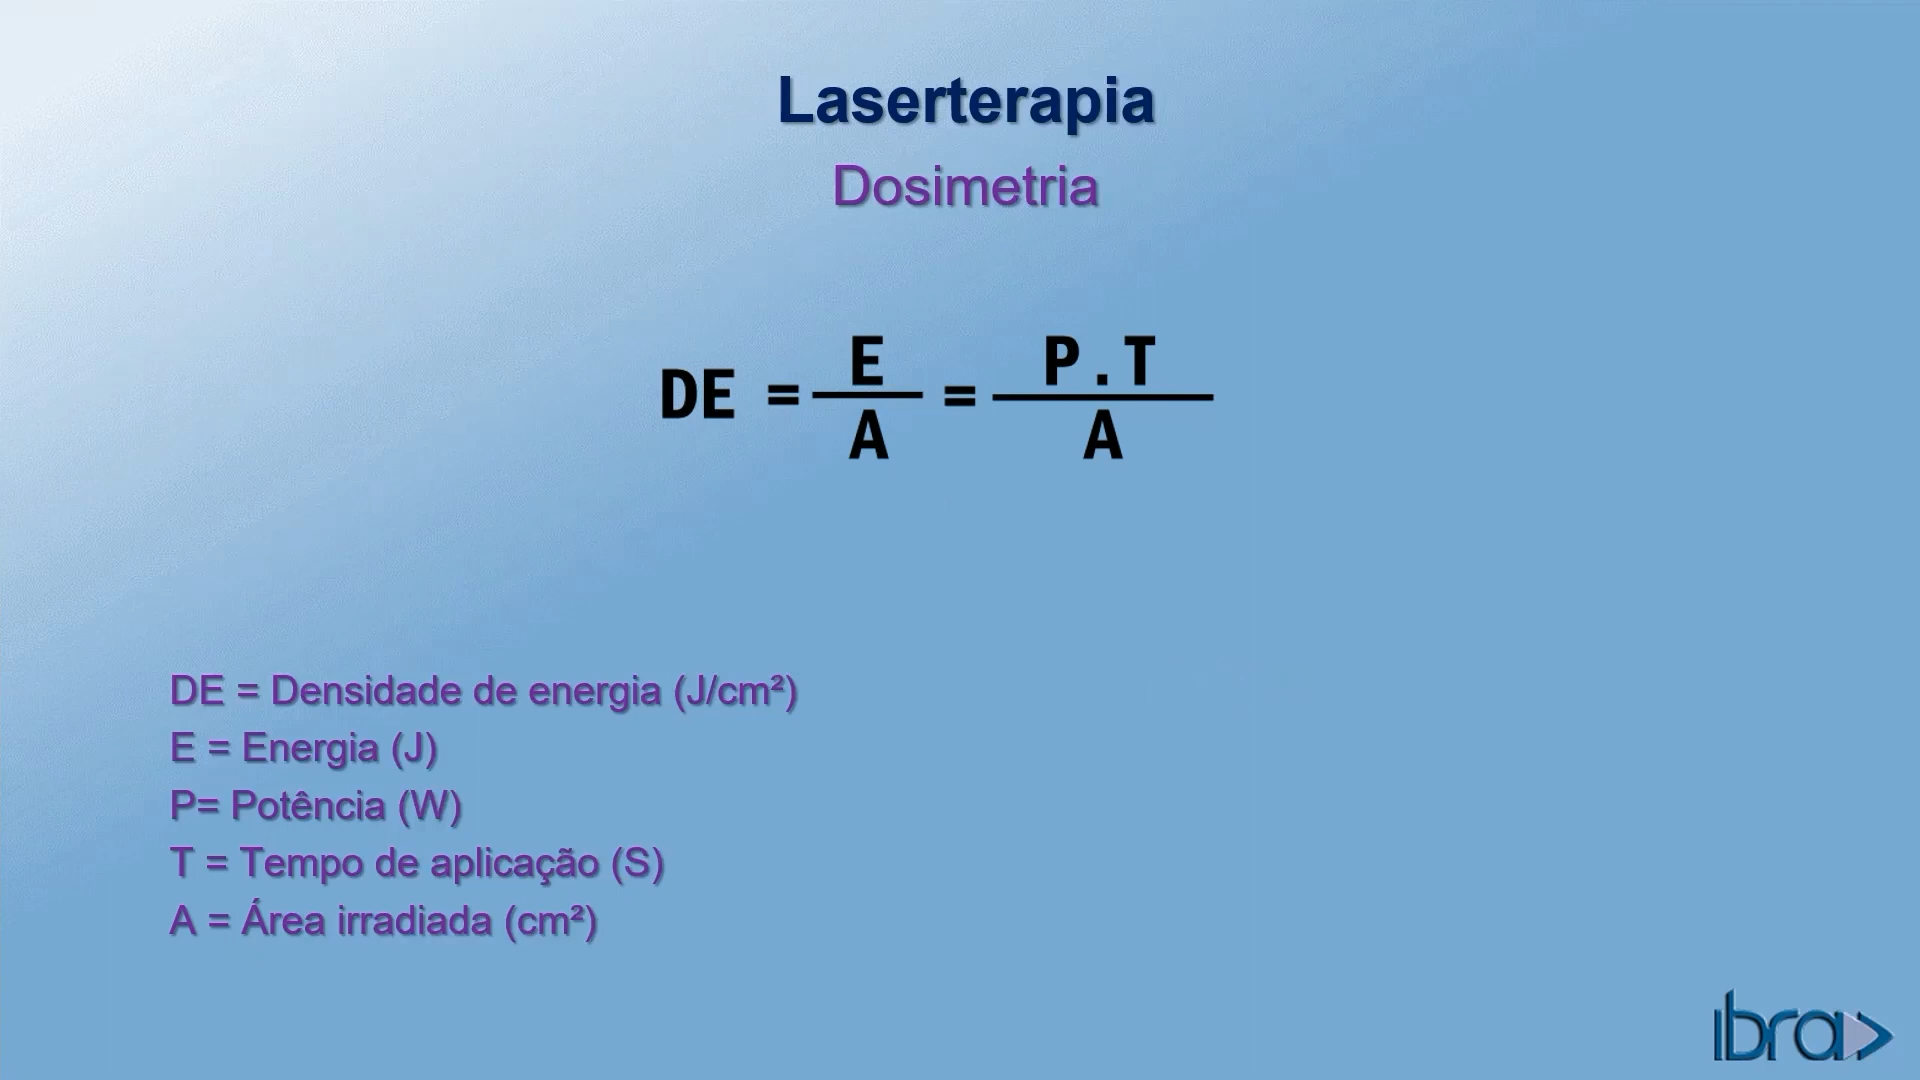 Laserterapia
Dosimetria
DE = E/A = P.T/A
DE = Densidade de energia (J/cm²)
E = Energia (J)
P= Potência (W)
T = Tempo de aplicação (S)
A = Área irradiada (cm²)
ibra